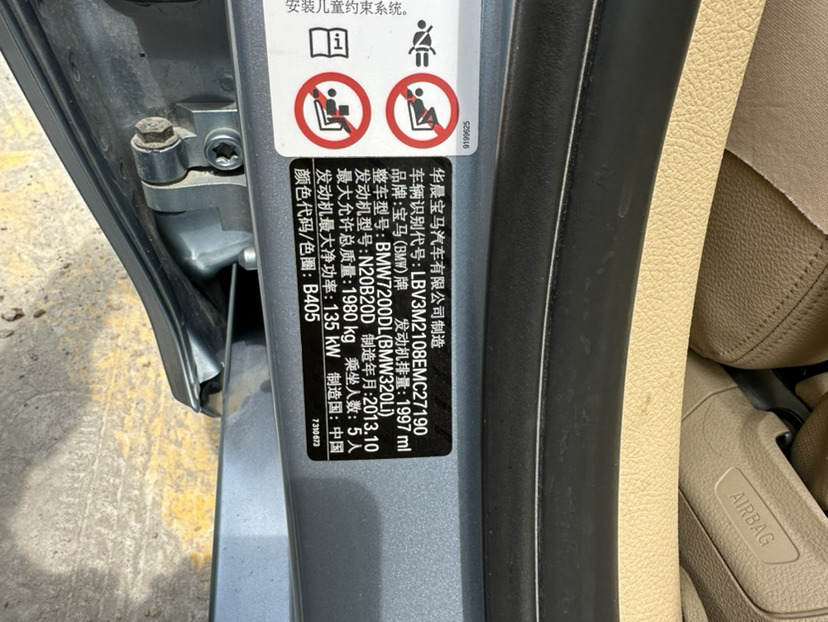 安装儿童约束系统。
9199625
华晨宝马汽车有限公司制造
车辆识别代号: LBV3M2108EMC27190
品牌: 宝马(BMW)牌 发动机排量: 1997 ml
整车型号: BMW7200DL(BMW320Li)
发动机型号: N20B20D 制造年月: 2013.10
最大允许总质量: 1980 kg 乘坐人数: 5 人
发动机最大净功率: 135 kW 制造国: 中国
颜色代码/色圈: B405
7310673
AIRBAG